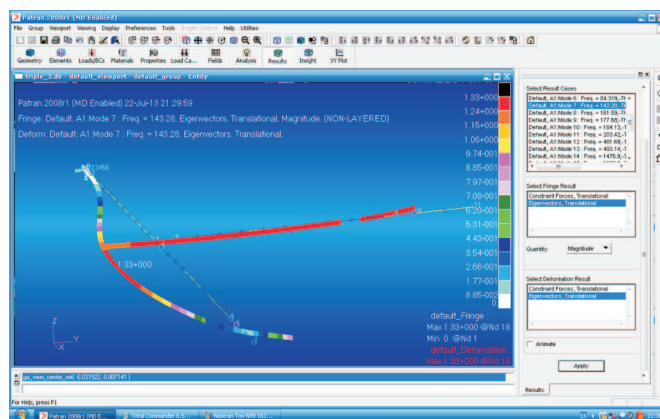 Patran 2008r1 (MD Enabled)
File Group Viewport Viewing Display Preferences Tools Insight Control Help Utilities
Geometry Elements Loads/BCs Materials Properties Load Ca... Fields Analysis Results Insight XY Plot
triple_3.db - default_viewport - default_group - Entity
Patran 2008r1 (MD Enabled) 22-Jul-13 21:29:59
Fringe: Default, A1:Mode 7 : Freq. = 143.28, Eigenvectors, Translational, Magnitude, (NON-LAYERED)
Deform: Default, A1:Mode 7 : Freq. = 143.28, Eigenvectors, Translational,
1.33+000
1.24+000
1.15+000
1.06+000
9.74-001
8.85-001
7.97-001
7.08-001
6.20-001
5.31-001
4.43-001
3.54-001
2.66-001
1.77-001
8.85-002
0
1.33+000
default_Fringe :
Max 1.33+000 @Nd 18
Min 0. @Nd 1
default_Deformation :
Max 1.33+000 @Nd 18
Z
X
Y
ga_view_center_set( 0.031922, 0.007141 )
For Help, press F1
Select Result Cases
Default, A1:Mode 6 : Freq. = 84.319,
Default, A1:Mode 7 : Freq. = 143.28,
Default, A1:Mode 8 : Freq. = 161.59,
Default, A1:Mode 9 : Freq. = 177.68,
Default, A1:Mode 10 : Freq. = 184.13,
Default, A1:Mode 11 : Freq. = 203.42,
Default, A1:Mode 12 : Freq. = 461.69,
Default, A1:Mode 13 : Freq. = 493.14,
Default, A1:Mode 14 : Freq. = 1476.9,
Select Fringe Result
Constraint Forces, Translational
Eigenvectors, Translational
Quantity: Magnitude
Select Deformation Result
Constraint Forces, Translational
Eigenvectors, Translational
Animate
Apply
Results
Patran 2008r1 (MD E...
Total Commander 6.5...